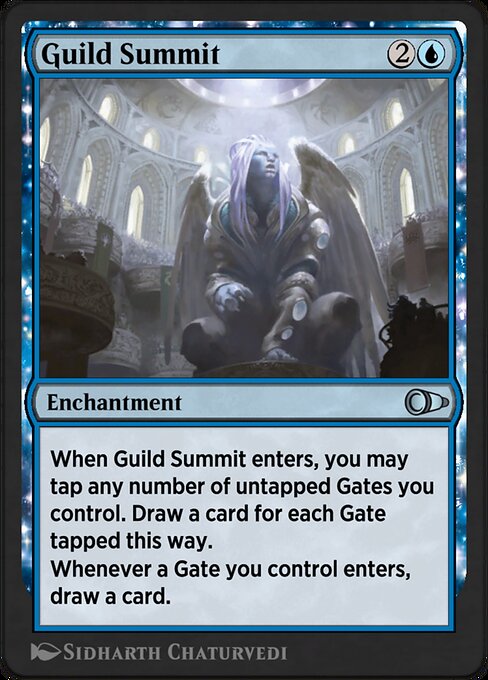 Guild Summit 2
Enchantment
When Guild Summit enters, you may
tap any number of untapped Gates you
control. Draw a card for each Gate
tapped this way.
Whenever a Gate you control enters,
draw a card.
Sidharth Chaturvedi